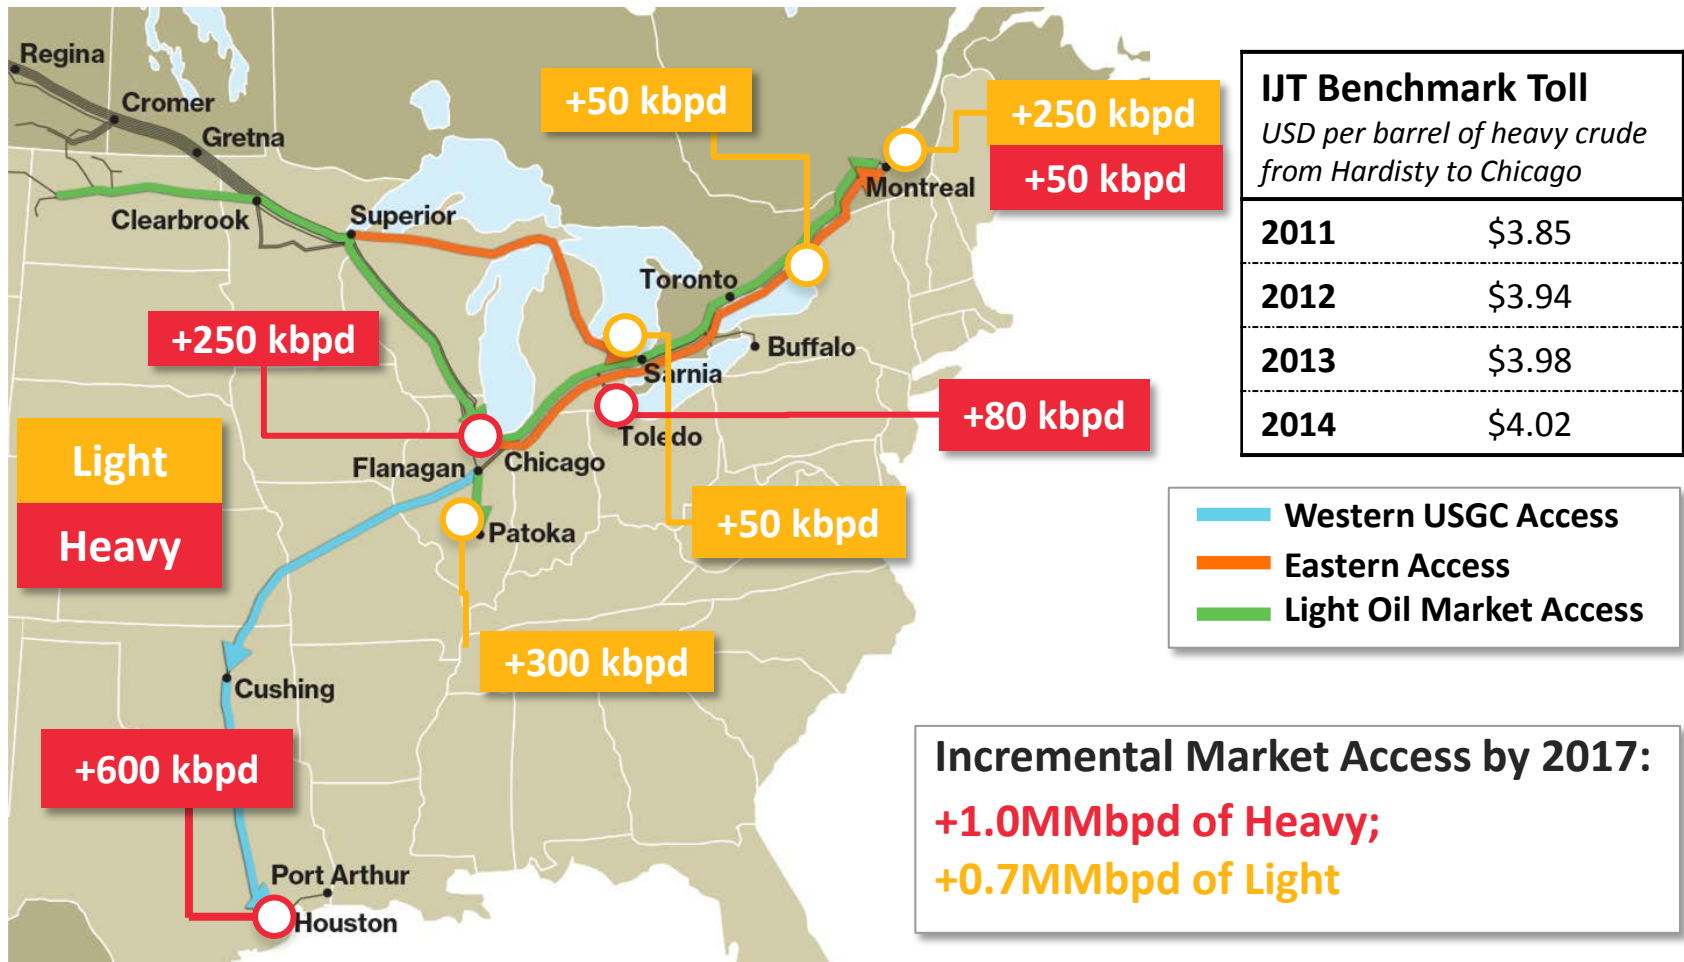 Regina
Cromer
Gretna
Clearbrook
Superior
+50 kbpd
+250 kbpd
+50 kbpd
Montreal
Toronto
Buffalo
Sarnia
+250 kbpd
+80 kbpd
Toledo
Flanagan
Chicago
Light
Heavy
+50 kbpd
Patoka
+300 kbpd
Cushing
+600 kbpd
Port Arthur
Houston
IJT Benchmark Toll
USD per barrel of heavy crude
from Hardisty to Chicago
2011 $3.85
2012 $3.94
2013 $3.98
2014 $4.02
Western USGC Access
Eastern Access
Light Oil Market Access
Incremental Market Access by 2017:
+1.0MMbpd of Heavy;
+0.7MMbpd of Light